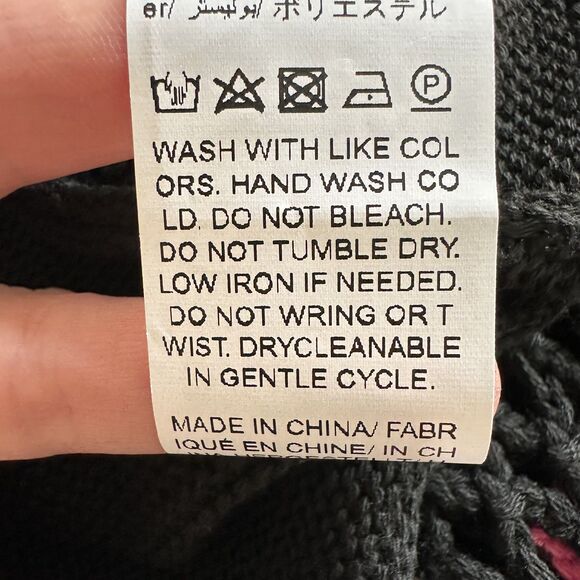 er/ بوليستر / ポリエステル
P
WASH WITH LIKE COL
ORS. HAND WASH CO
LD. DO NOT BLEACH.
DO NOT TUMBLE DRY.
LOW IRON IF NEEDED.
DO NOT WRING OR T
WIST. DRYCLEANABLE
IN GENTLE CYCLE.
MADE IN CHINA/ FABR
IQUÉ EN CHINE/ IN CH